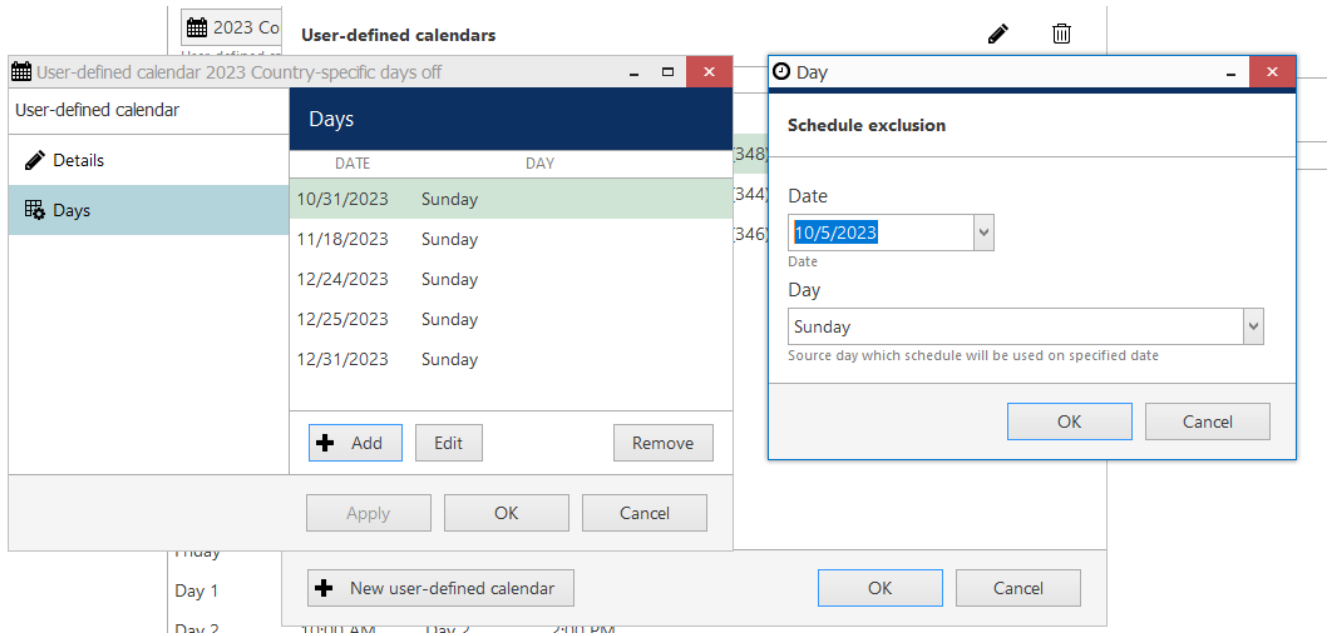 2023 Co
User-defined calendars
User-defined calendar 2023 Country-specific days off
User-defined calendar
Details
Days
Days
DATE DAY
10/31/2023 Sunday
11/18/2023 Sunday
12/24/2023 Sunday
12/25/2023 Sunday
12/31/2023 Sunday
Add Edit Remove
Apply OK Cancel
(348)
(344)
(346)
Day
Schedule exclusion
Date
10/5/2023
Date
Day
Sunday
Source day which schedule will be used on specified date
OK Cancel
Friday
Day 1
Day 2 10:00 AM Day 2 2:00 PM
New user-defined calendar OK Cancel